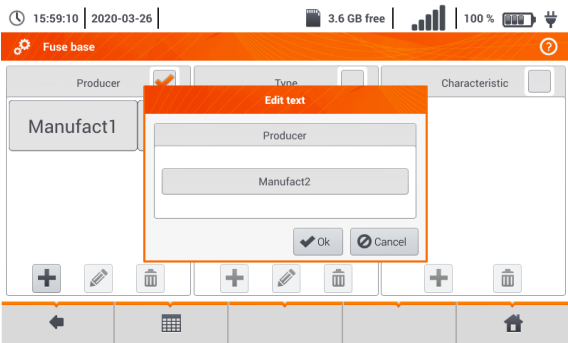 15:59:10 2020-03-26 3.6 GB free 100 %
Fuse base ?
Producer Type Characteristic
Edit text
Manufact1
Producer
Manufact2
Ok Cancel